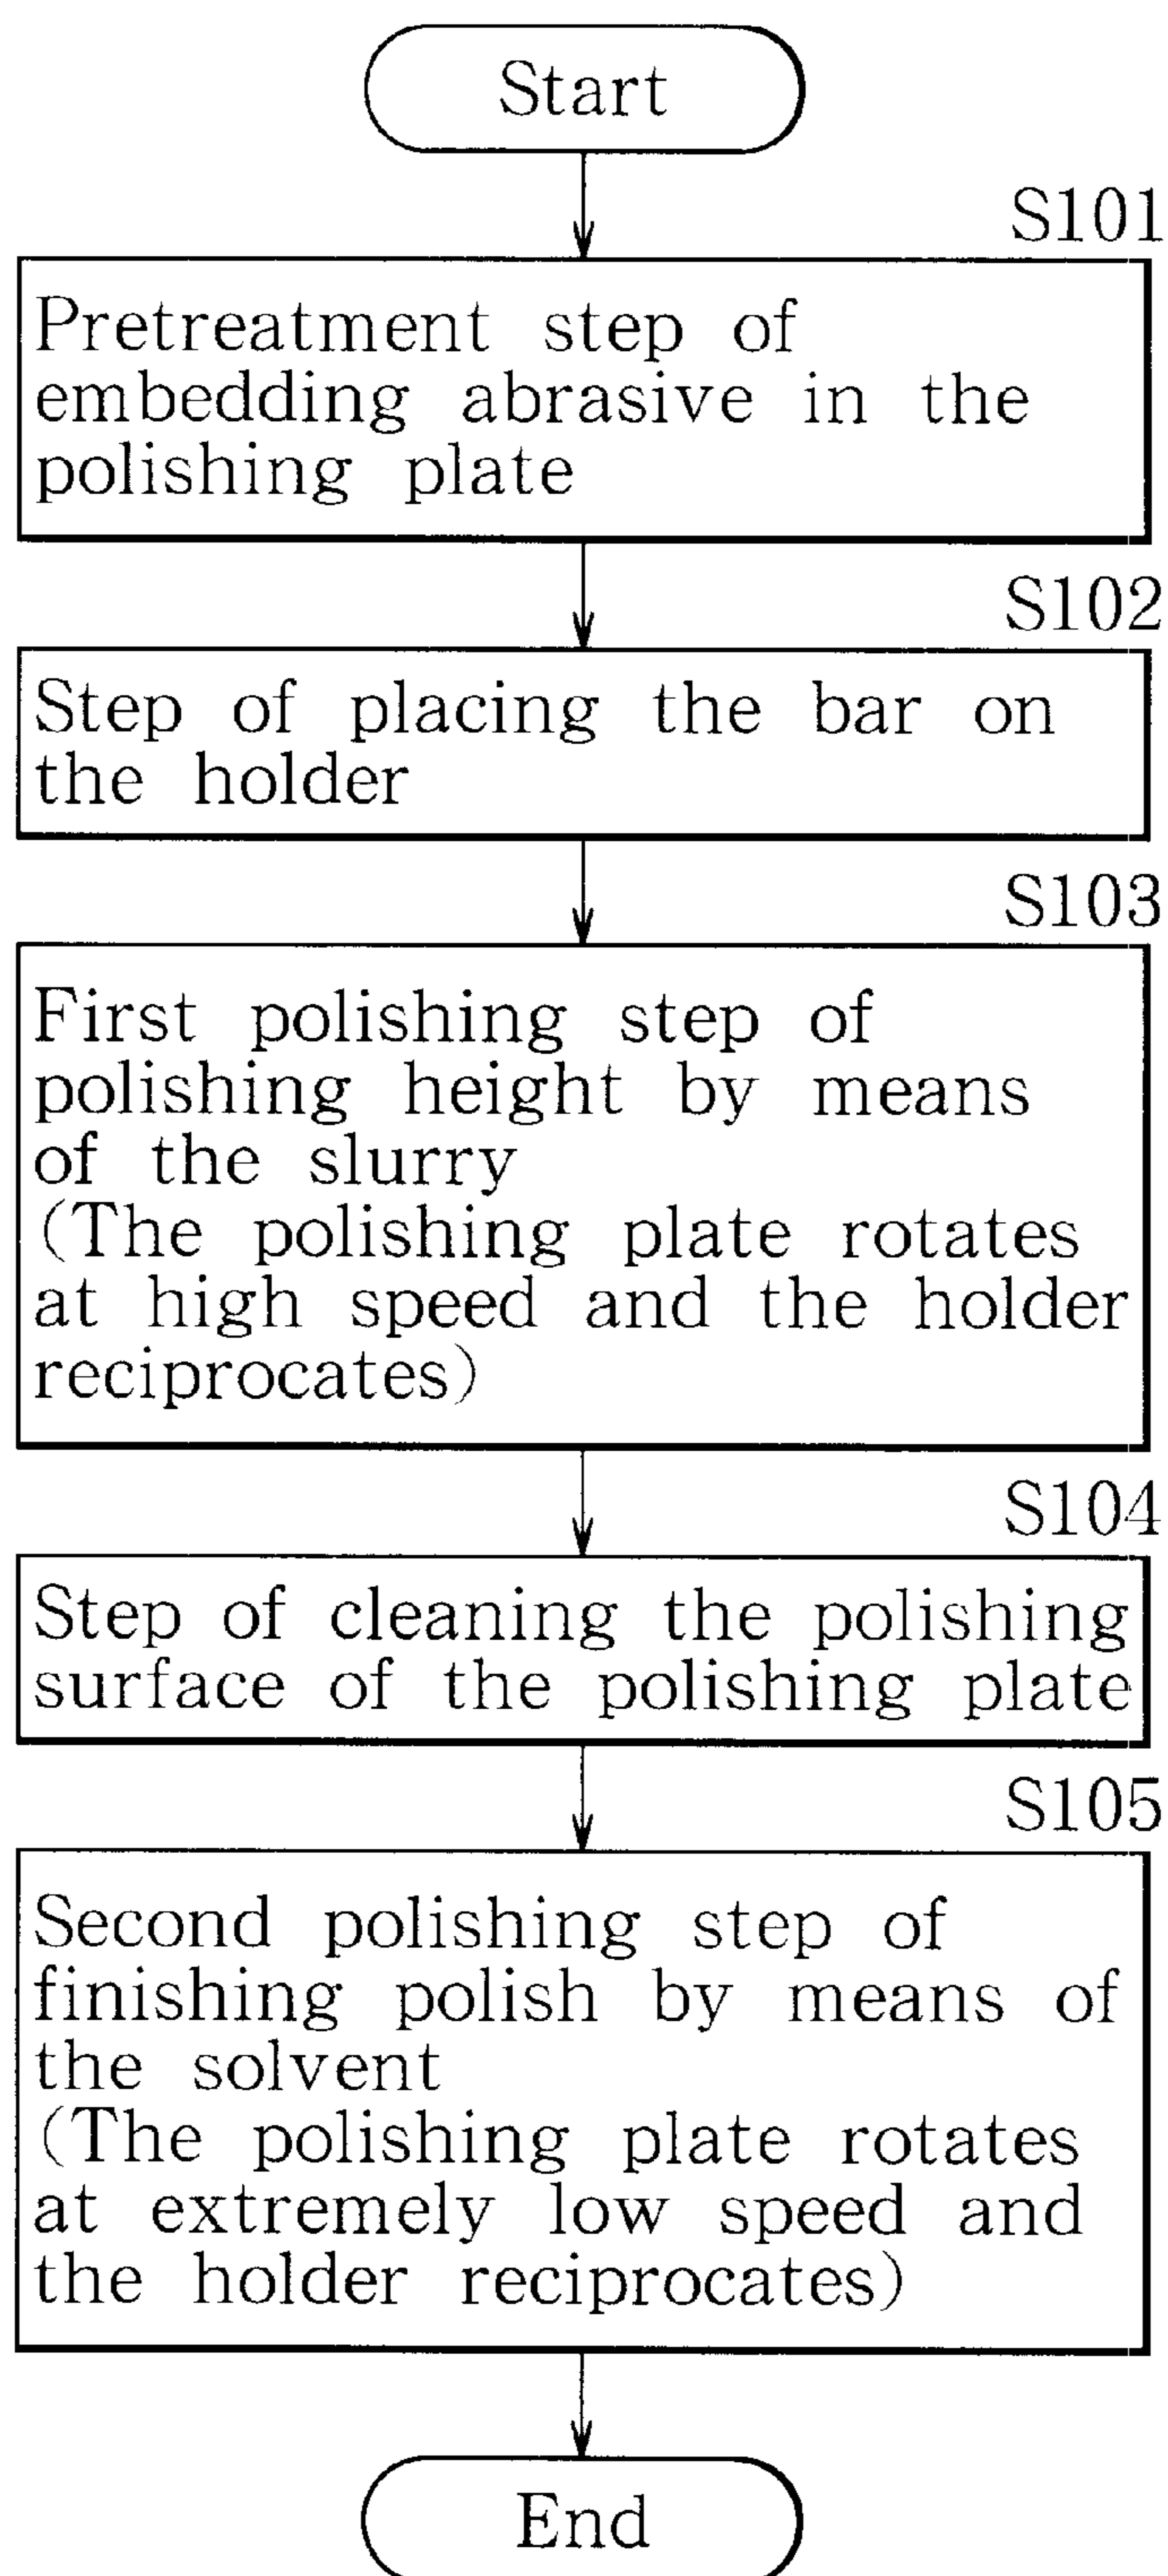 Start
S101
Pretreatment step of
embedding abrasive in the
polishing plate
S102
Step of placing the bar on
the holder
S103
First polishing step of
polishing height by means
of the slurry
(The polishing plate rotates
at high speed and the holder
reciprocates)
S104
Step of cleaning the polishing
surface of the polishing plate
S105
Second polishing step of
finishing polish by means of
the solvent
(The polishing plate rotates
at extremely low speed and
the holder reciprocates)
End